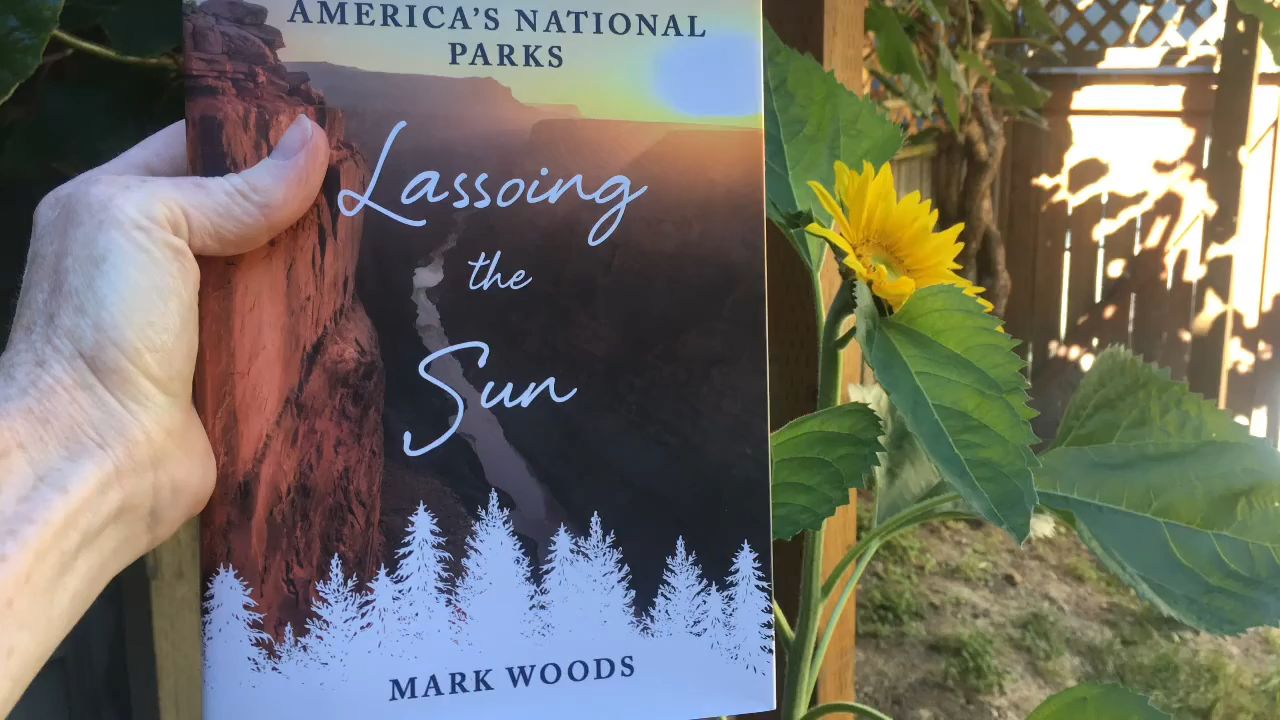 AMERICA'S NATIONAL
PARKS
Lassoing
the
Sun
MARK WOODS